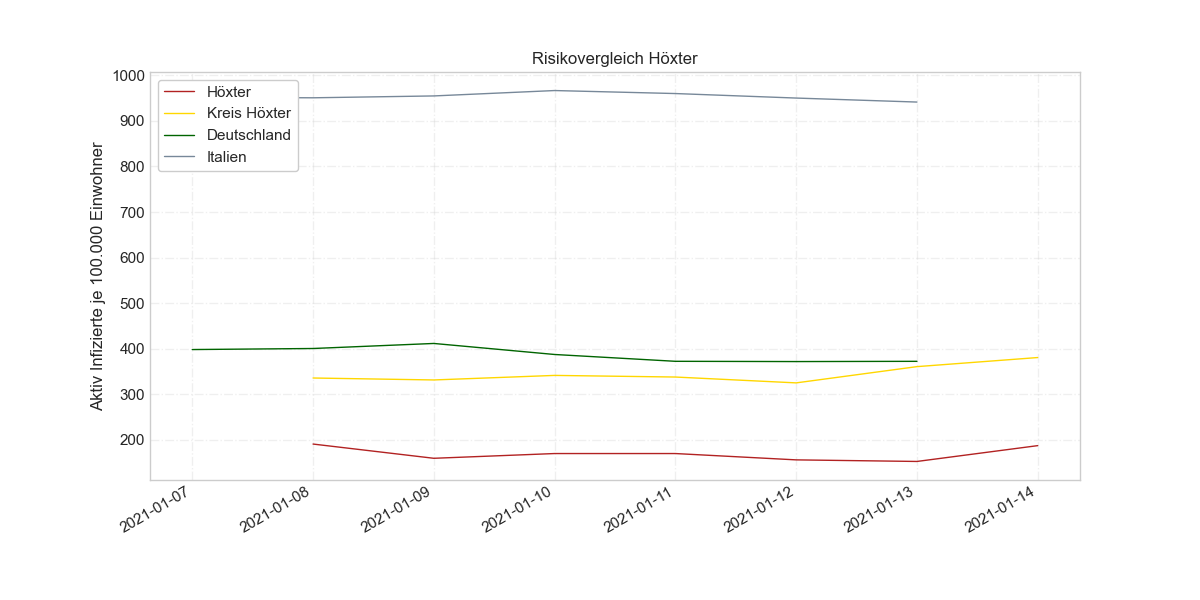 Risikovergleich Höxter
Höxter
Kreis Höxter
Deutschland
Italien
Aktiv Infizierte je 100.000 Einwohner
1000
900
800
700
600
500
400
300
200
2021-01-07
2021-01-08
2021-01-09
2021-01-10
2021-01-11
2021-01-12
2021-01-13
2021-01-14